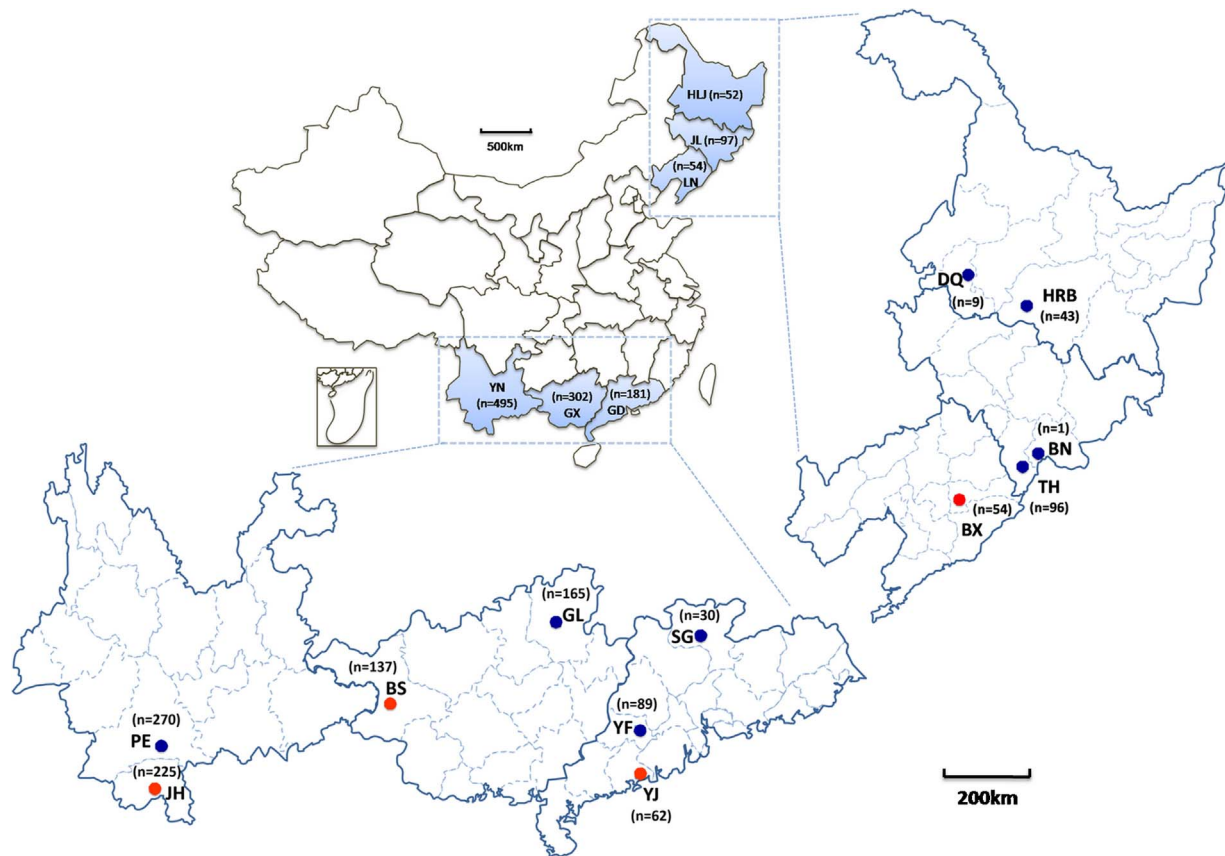 HLJ (n=52)
500km
JL (n=97)
(n=54)
LN
YN
(n=495)
(n=302)
GX
(n=181)
GD
DQ
(n=9)
HRB
(n=43)
(n=1)
BN
TH
(n=96)
(n=54)
BX
(n=165)
GL
(n=30)
SG
(n=137)
BS
(n=89)
YF
(n=270)
PE
(n=225)
JH
YJ
(n=62)
200km